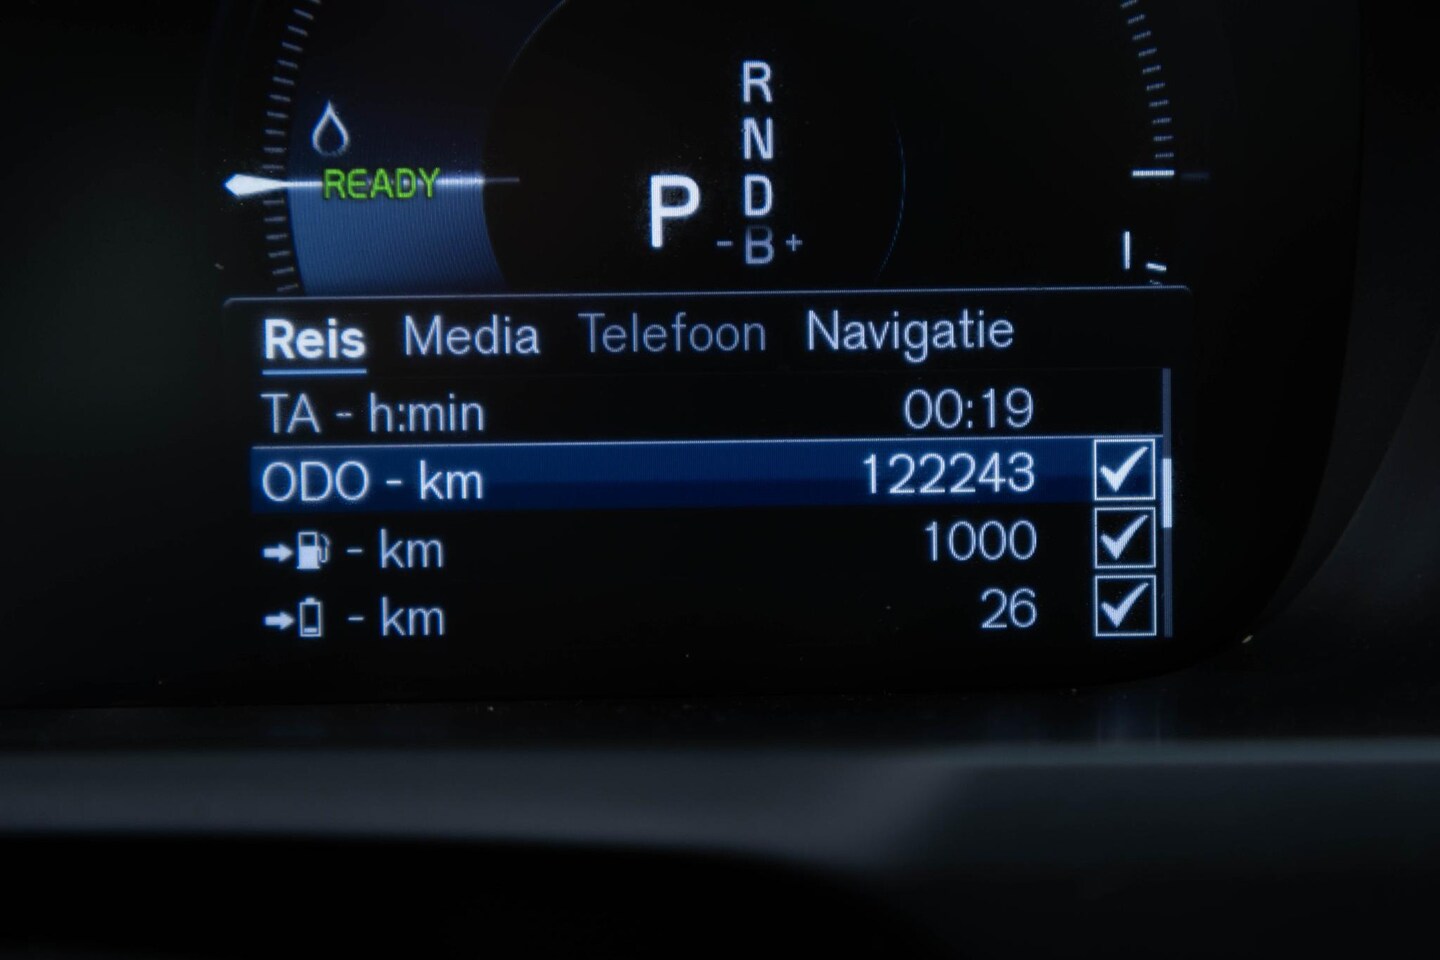 R
N
READY
P
D
- B +
Reis Media Telefoon Navigatie
TA - h:min 00:19
ODO - km 122243
- km 1000
- km 26